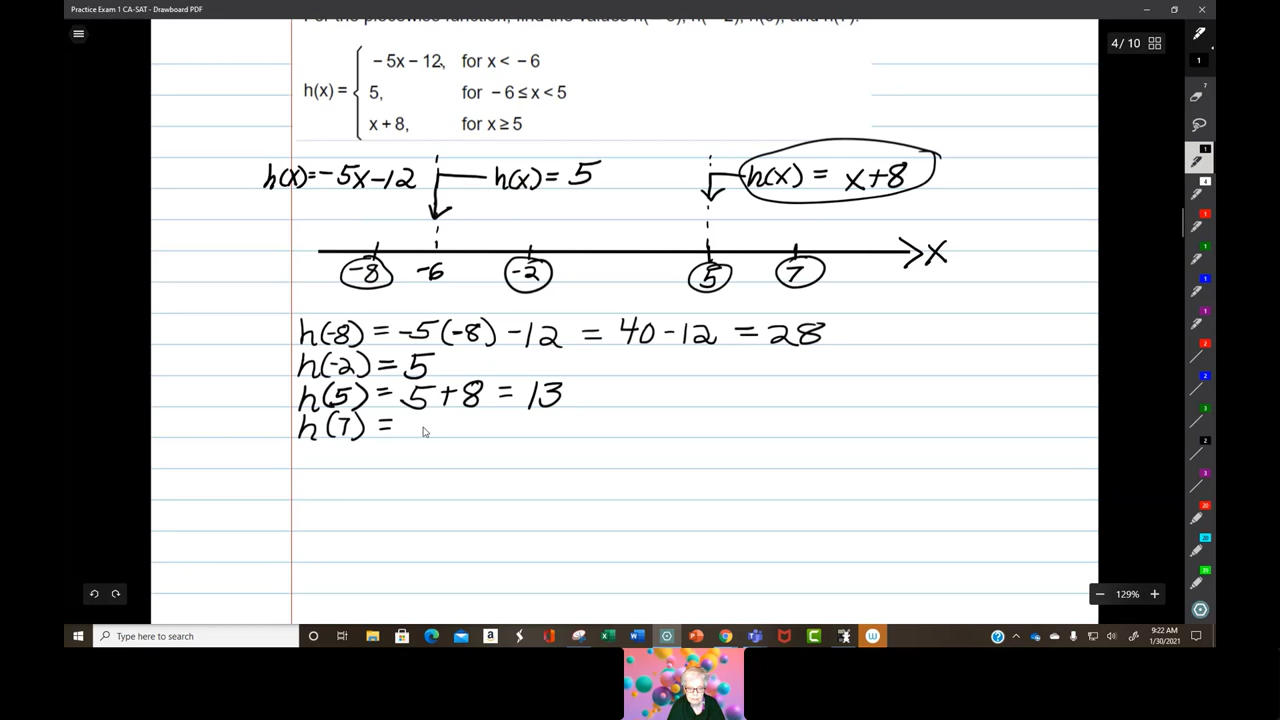 Practice Exam 1 CA-SAT - Drawboard PDF
4 / 10
1
7
h(x) =
- 5x - 12, for x < - 6
5, for - 6 ≤ x < 5
x + 8, for x ≥ 5
h(x)=-5x-12
h(x) = 5
h(x) = x+8
-8 -6 -2 5 7 X
h(-8) = -5(-8) -12 = 40 -12 = 28
h(-2) = 5
h(5) = 5 + 8 = 13
h(7) =
129%
Type here to search
9:22 AM
1/30/2021